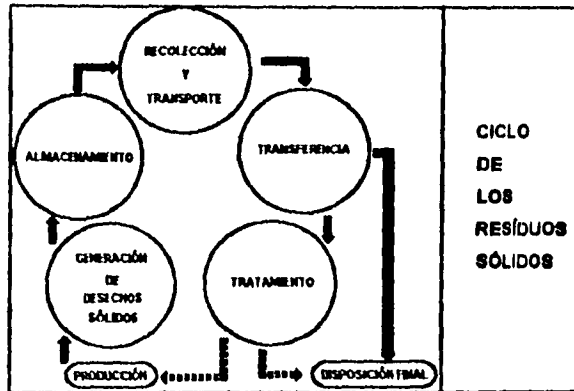 RECOLECCIÓN
Y
TRANSPORTE
ALMACENAMIENTO
TRANSFERENCIA
GENERACIÓN
DE
DESECHOS
SÓLIDOS
TRATAMIENTO
PRODUCCIÓN
DISPOSICIÓN FINAL
CICLO
DE
LOS
RESÍDUOS
SÓLIDOS